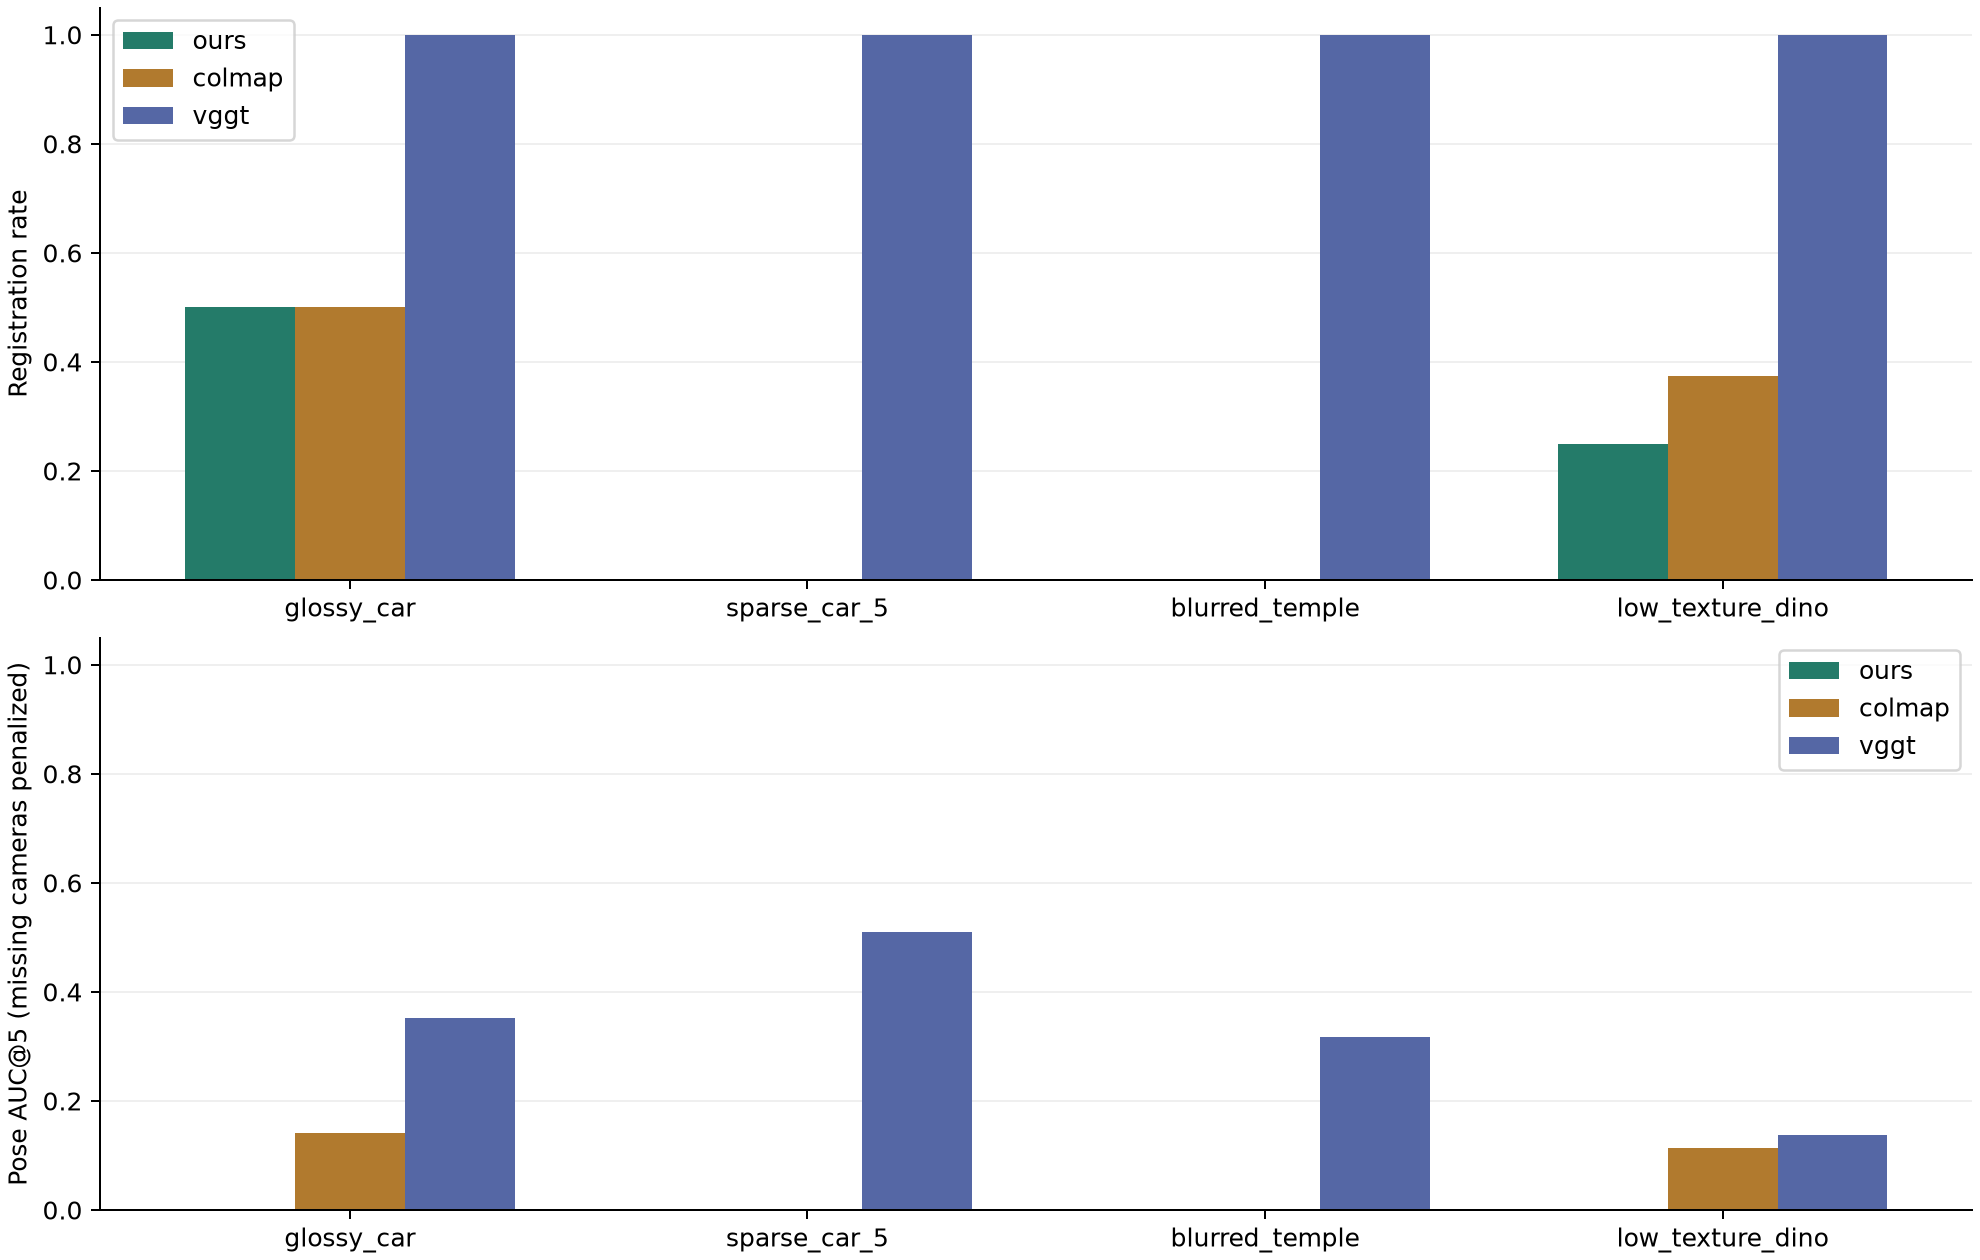 Registration rate
1.0
0.8
0.6
0.4
0.2
0.0
ours
colmap
vggt
glossy_car
sparse_car_5
blurred_temple
low_texture_dino
Pose AUC@5 (missing cameras penalized)
1.0
0.8
0.6
0.4
0.2
0.0
ours
colmap
vggt
glossy_car
sparse_car_5
blurred_temple
low_texture_dino